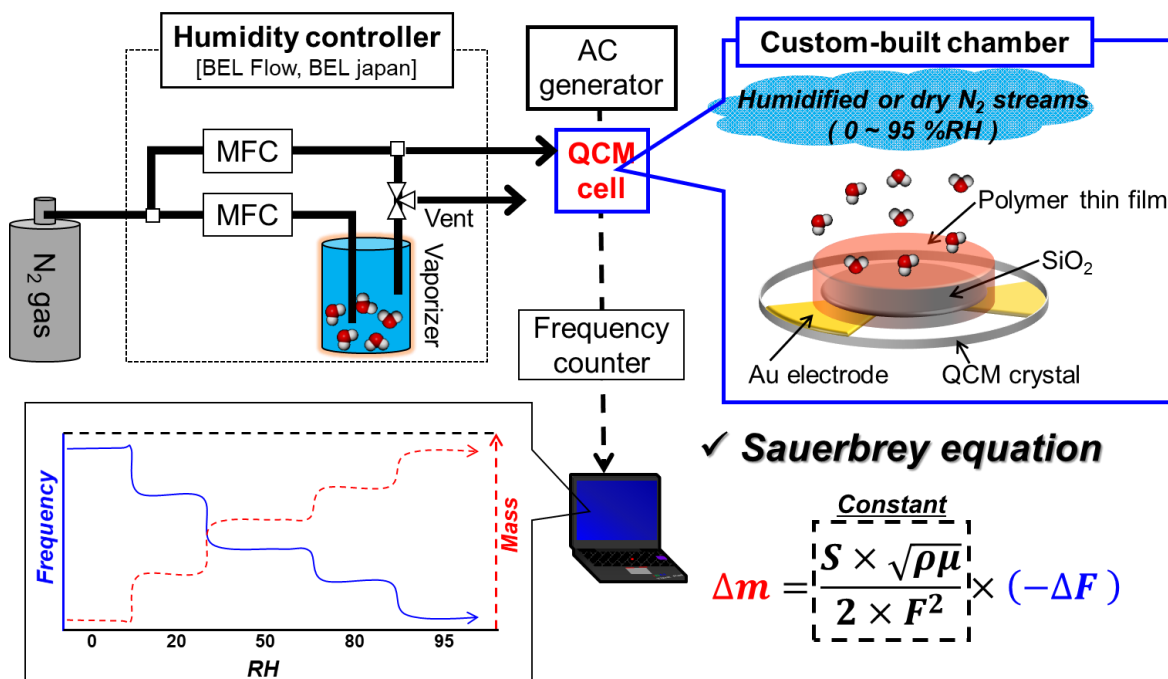 Humidity controller
[BEL Flow, BEL japan]
MFC
MFC
N₂ gas
Vent
Vaporizer
AC
generator
QCM
cell
Frequency
counter
Custom-built chamber
Humidified or dry N₂ streams
( 0 ~ 95 %RH )
Polymer thin film
SiO₂
Au electrode
QCM crystal
Frequency
Mass
0 20 50 80 95
RH
✓ Sauerbrey equation
Constant
Δm = S × √ρμ / 2 × F² × (−ΔF )